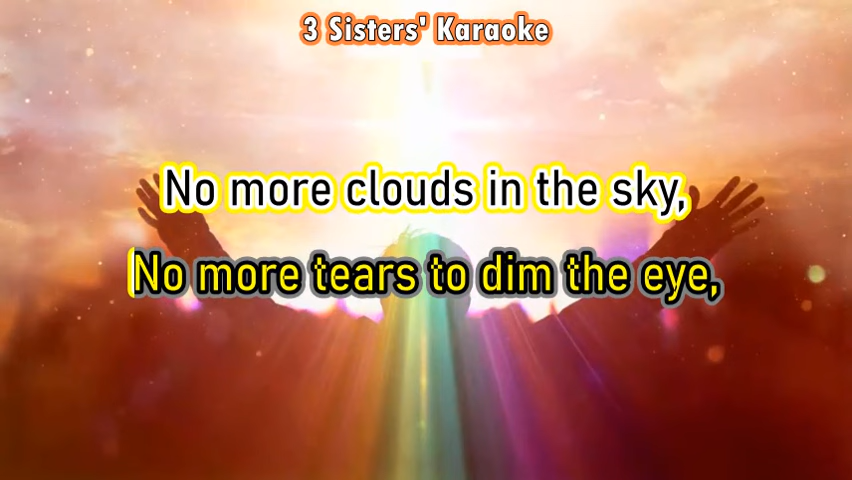 3 Sisters' Karaoke
No more clouds in the sky,
No more tears to dim the eye,